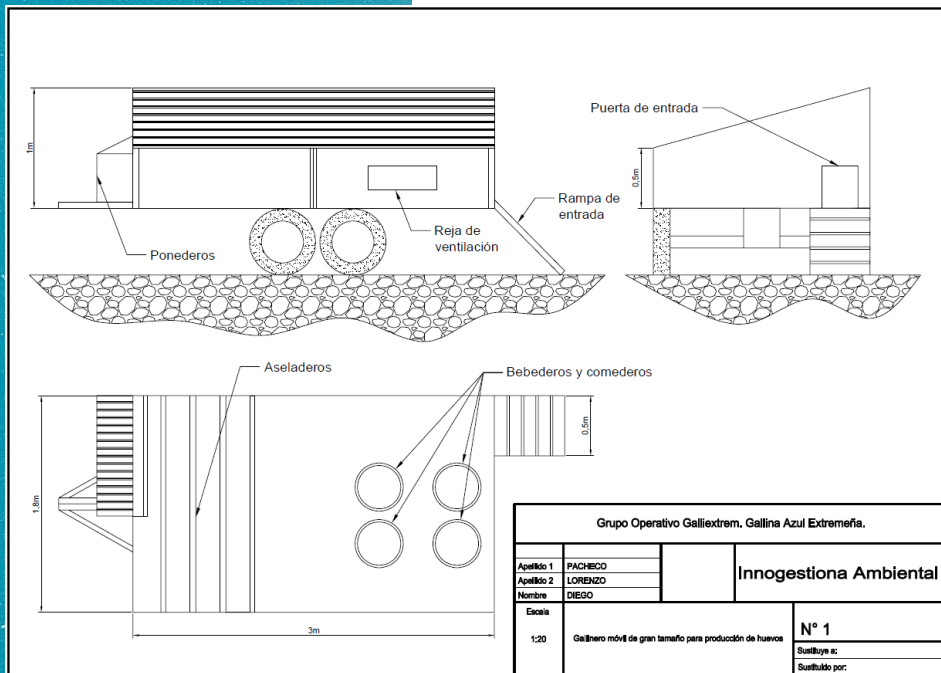 1m
Ponederos
Reja de
ventilación
Rampa de
entrada
Puerta de entrada
0,5m
Aseladeros
Bebederos y comederos
1.8m
0,5m
3m
Grupo Operativo Galliextrem. Gallina Azul Extremeña.
Apellido 1 PACHECO
Apellido 2 LORENZO
Nombre DIEGO
Innogestiona Ambiental
Escala
1:20
Gallinero móvil de gran tamaño para producción de huevos
N° 1
Sustituye a:
Sustituido por: